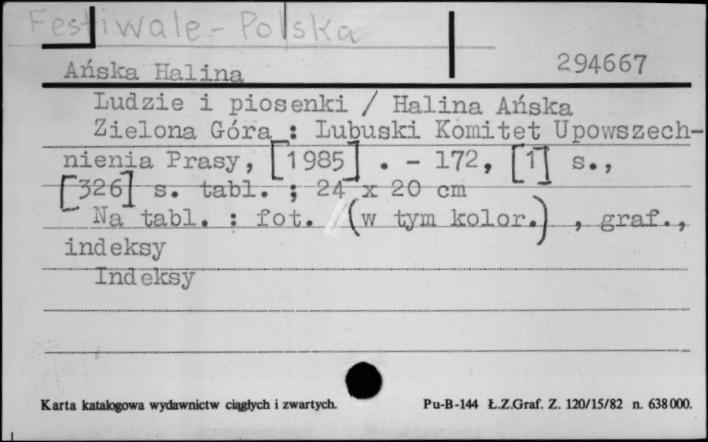 Festiwale - Polska
Ańska Halina 294667
Ludzie i piosenki / Halina Ańska
Zielona Góra : Lubuski Komitet Upowszech-
nienia Prasy, [1985] . - 172, [1] s.,
[326] s. tabl. ; 24 x 20 cm
Na tabl. : fot. (w tym kolor.) , graf.,
indeksy
Indeksy
Karta katalogowa wydawnictw ciągłych i zwartych. Pu-B-144 Ł.Z.Graf. Z. 120/15/82 n. 638000.